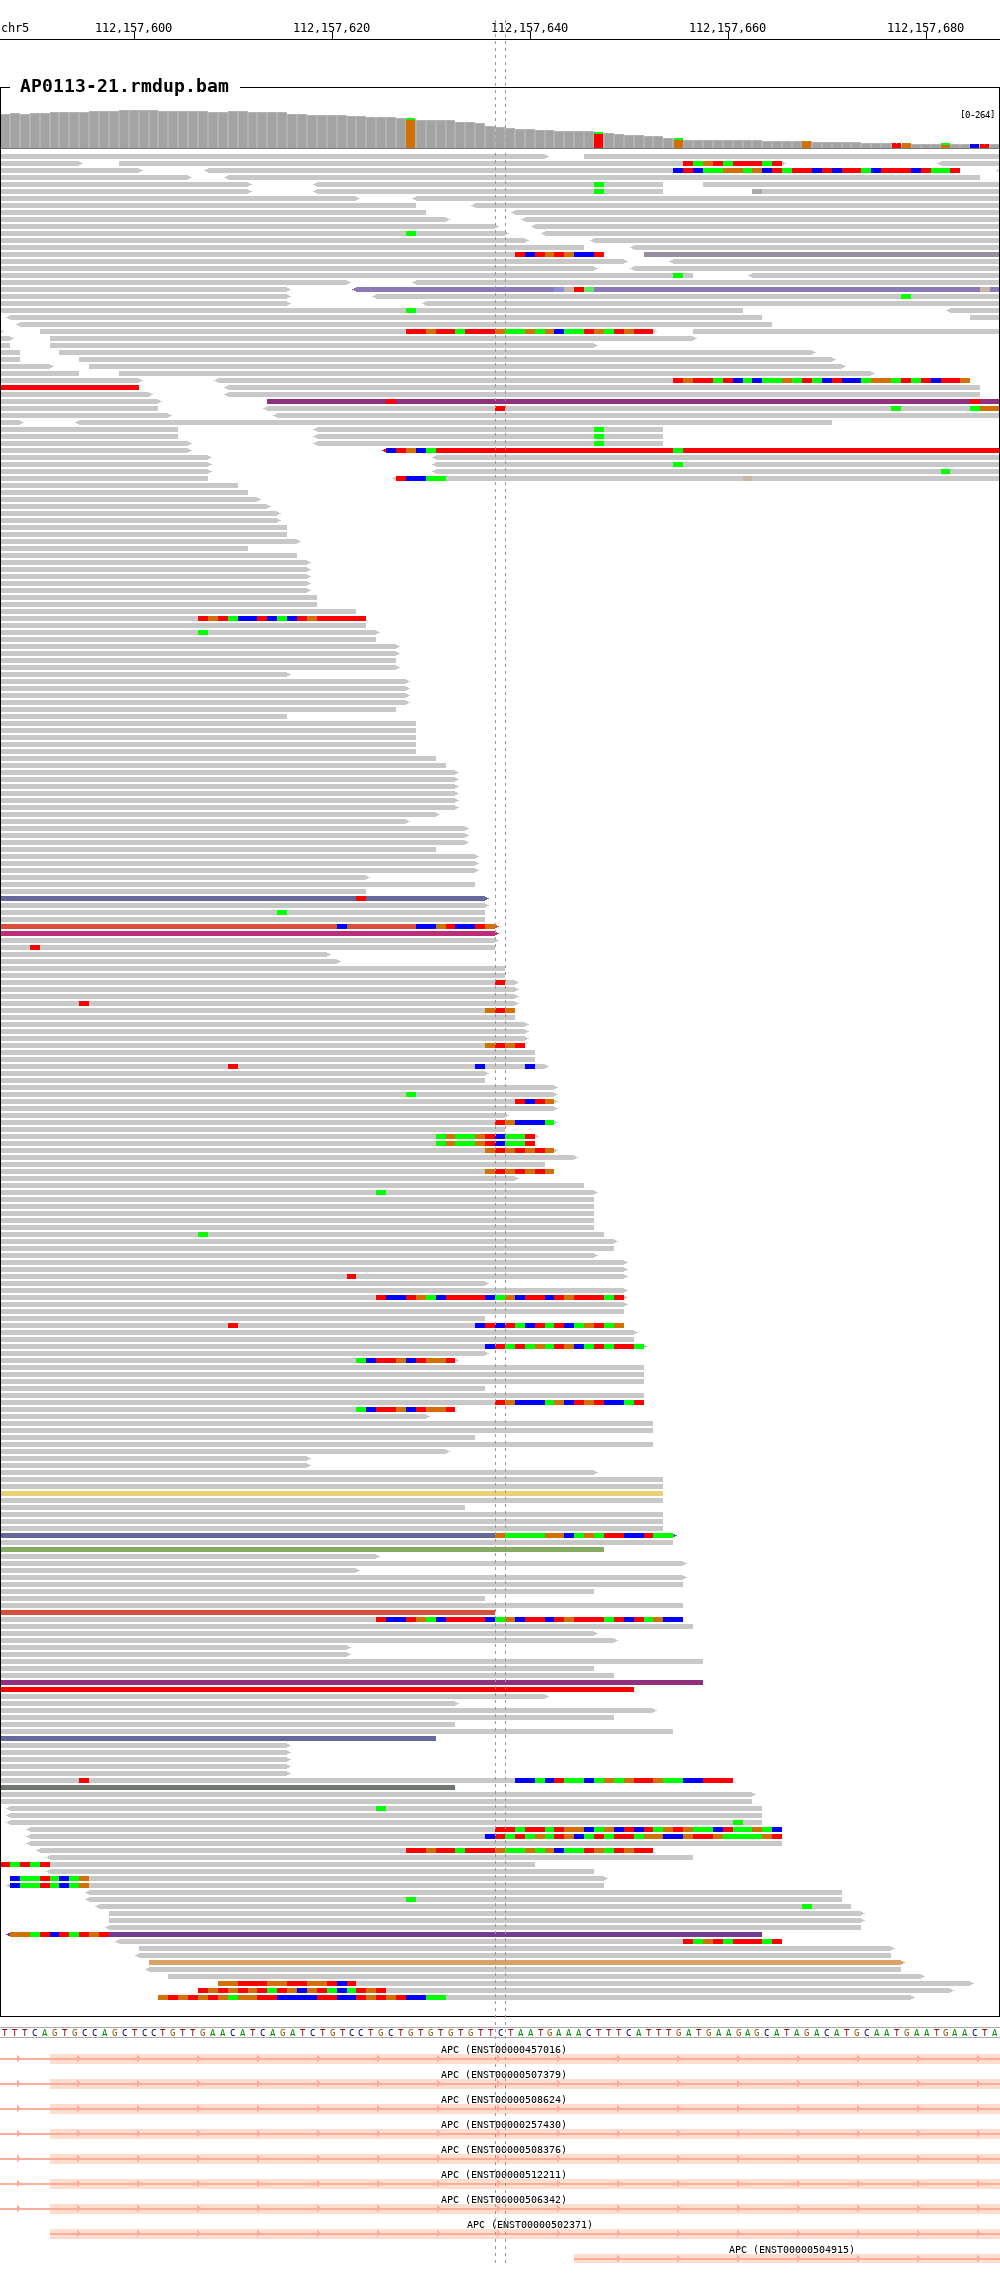 chr5 112,157,600 112,157,620 112,157,640 112,157,660 112,157,680
AP0113-21.rmdup.bam
[0-264]
TTTCAGTGCCAGCTCCTGTTGAACATCAGATCTGTCCTGCTGTGTGTGTTCTAATGAAACTTTCATTTGATGAAGAGCATAGACATGCAATGAATGAACTA
APC (ENST00000457016)
APC (ENST00000507379)
APC (ENST00000508624)
APC (ENST00000257430)
APC (ENST00000508376)
APC (ENST00000512211)
APC (ENST00000506342)
APC (ENST00000502371)
APC (ENST00000504915)